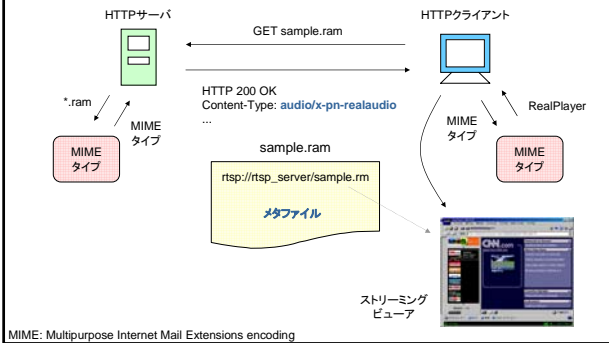 HTTPサーバ
HTTPクライアント
GET sample.ram
HTTP 200 OK
Content-Type: audio/x-pn-realaudio
...
*.ram
MIME
タイプ
MIME
タイプ
MIME
タイプ
RealPlayer
MIME
タイプ
sample.ram
rtsp://rtsp_server/sample.rm
メタファイル
CNN.com
ストリーミング
ビューア
MIME: Multipurpose Internet Mail Extensions encoding